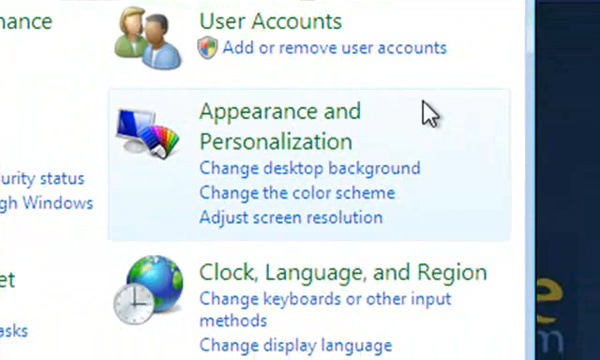 nance
User Accounts
Add or remove user accounts
Appearance and
Personalization
Change desktop background
urity status
Change the color scheme
gh Windows
Adjust screen resolution
et
Clock, Language, and Region
Change keyboards or other input
methods
asks
Change display language
e
m